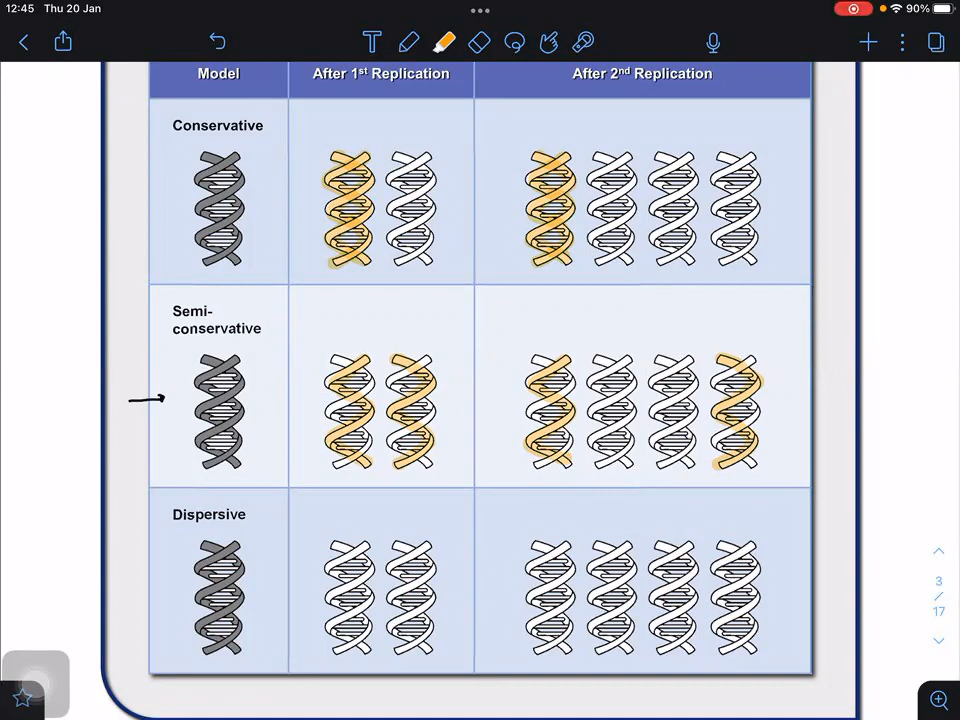 12:45 Thu 20 Jan
90%
Model After 1st Replication After 2nd Replication
Conservative
Semi-
conservative
Dispersive
3
/
17